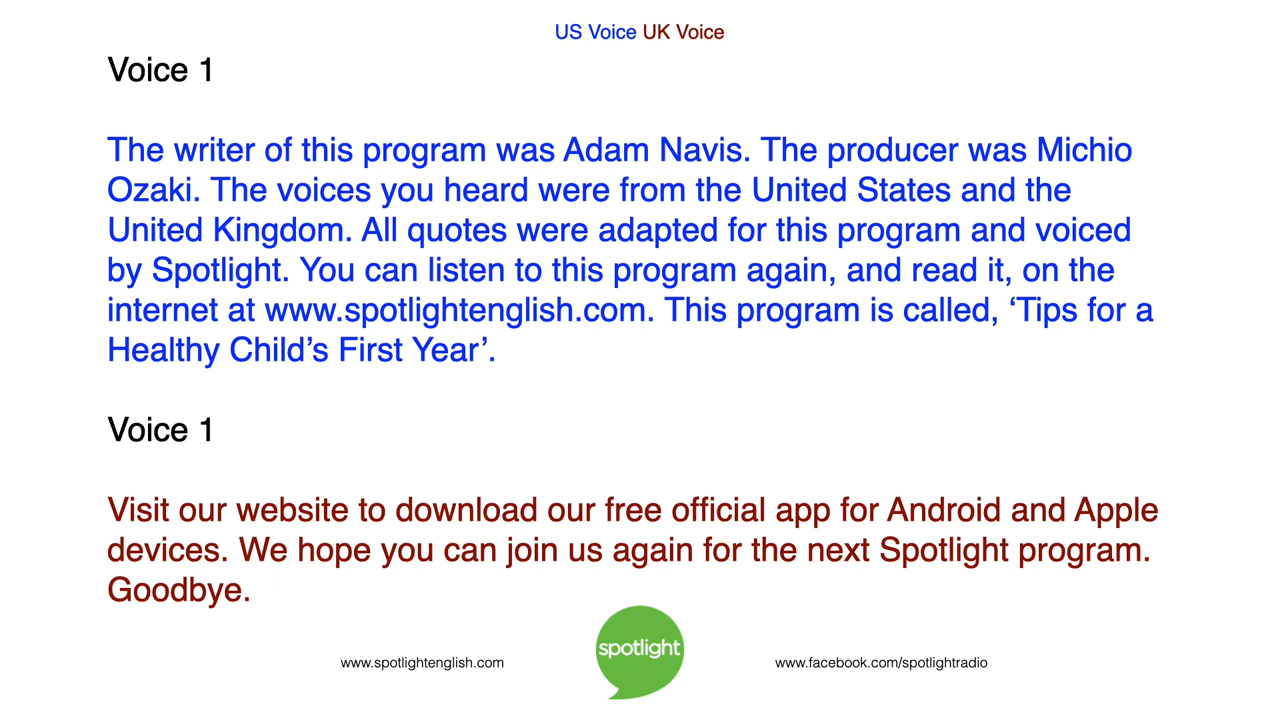 US Voice UK Voice
Voice 1
The writer of this program was Adam Navis. The producer was Michio
Ozaki. The voices you heard were from the United States and the
United Kingdom. All quotes were adapted for this program and voiced
by Spotlight. You can listen to this program again, and read it, on the
internet at www.spotlightenglish.com. This program is called, ‘Tips for a
Healthy Child’s First Year’.
Voice 1
Visit our website to download our free official app for Android and Apple
devices. We hope you can join us again for the next Spotlight program.
Goodbye.
spotlight
www.spotlightenglish.com
www.facebook.com/spotlightradio